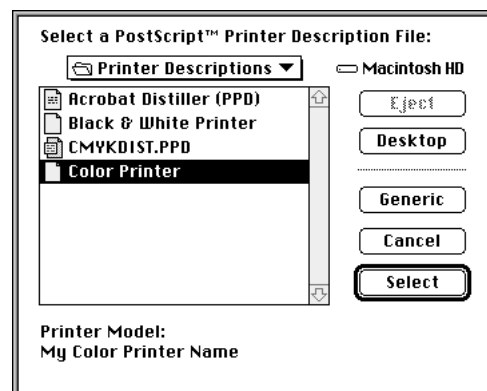 Select a PostScript™ Printer Description File:
Printer Descriptions
Macintosh HD
Acrobat Distiller (PPD)
Black & White Printer
CMYKDIST.PPD
Color Printer
Eject
Desktop
Generic
Cancel
Select
Printer Model:
My Color Printer Name